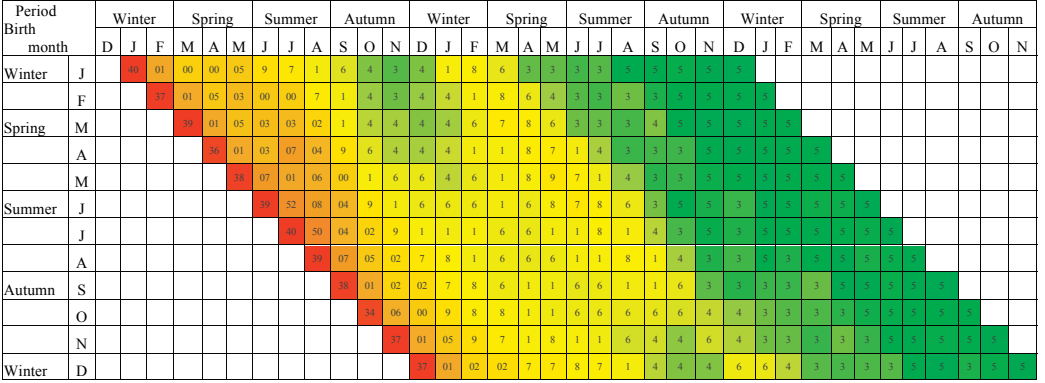 Period Winter Spring Summer Autumn Winter Spring Summer Autumn Winter Spring Summer Autumn
Birth
month D J F M A M J J A S O N D J F M A M J J A S O N D J F M A M J J A S O N
Winter J 40 01 00 00 05 9 7 1 6 4 3 4 1 8 6 3 3 3 3 5 5 5 5 5
F 37 01 05 03 00 00 7 1 4 3 4 4 1 8 6 4 3 3 3 3 5 5 5 5
Spring M 39 01 05 03 03 02 1 4 4 4 4 6 7 8 6 3 3 3 4 5 5 5 5 5
A 36 01 03 07 04 9 6 4 4 4 1 1 8 7 1 4 3 3 3 5 5 5 5 5
M 38 07 01 06 00 1 6 6 4 6 1 8 9 7 1 4 3 3 5 5 5 5 5 5
Summer J 39 52 08 04 9 1 6 6 6 1 6 8 7 8 6 3 5 5 3 5 5 5 5 5
J 40 50 04 02 9 1 1 1 6 6 1 1 8 1 4 3 5 3 5 5 5 5 5 5
A 39 07 05 02 7 8 1 6 6 6 1 1 8 1 4 3 3 5 3 5 5 5 5 5
Autumn S 38 01 02 02 7 8 6 1 1 6 6 1 1 6 3 3 3 3 3 5 5 5 5 5
O 34 06 00 9 8 8 1 1 6 6 6 6 6 4 4 3 3 3 3 5 5 5 5 5
N 37 01 05 9 7 1 8 1 1 6 4 4 6 4 3 3 3 3 3 5 5 5 3 5
Winter D 37 01 02 02 7 7 8 7 1 4 4 4 6 6 4 3 3 3 3 5 5 3 5 5